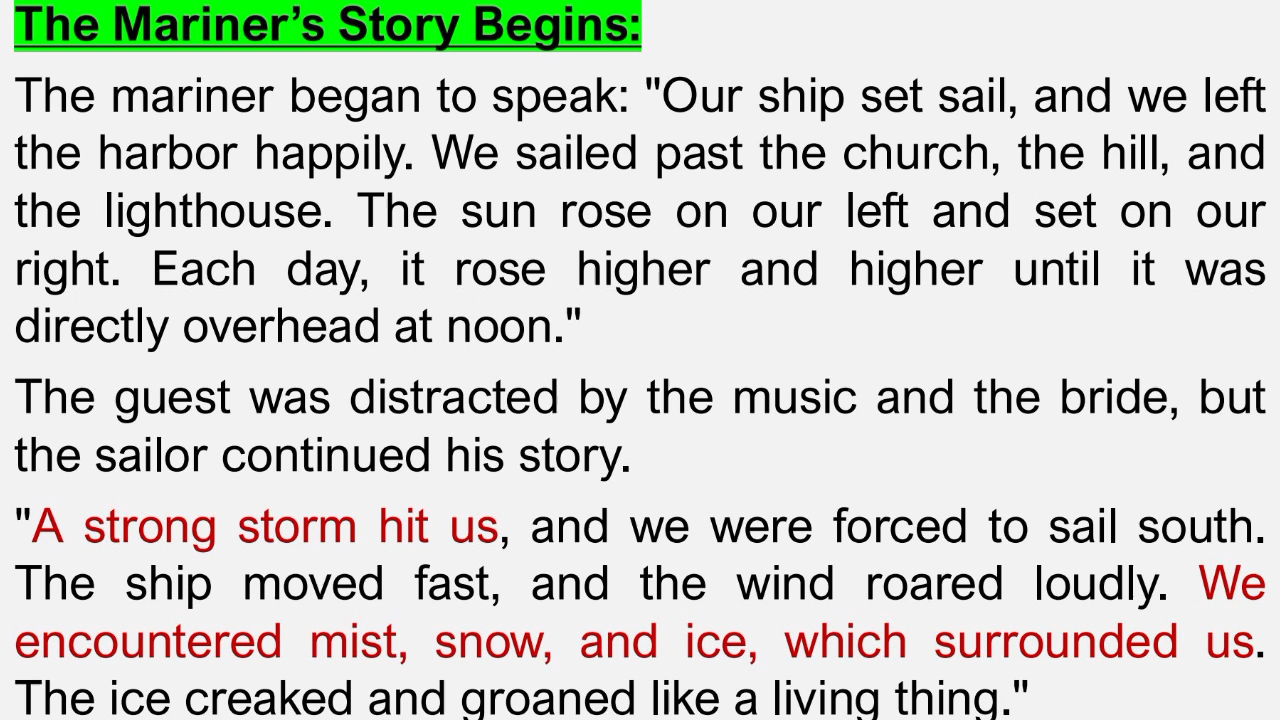 The Mariner’s Story Begins:
The mariner began to speak: "Our ship set sail, and we left
the harbor happily. We sailed past the church, the hill, and
the lighthouse. The sun rose on our left and set on our
right. Each day, it rose higher and higher until it was
directly overhead at noon."
The guest was distracted by the music and the bride, but
the sailor continued his story.
"A strong storm hit us, and we were forced to sail south.
The ship moved fast, and the wind roared loudly. We
encountered mist, snow, and ice, which surrounded us.
The ice creaked and groaned like a living thing."